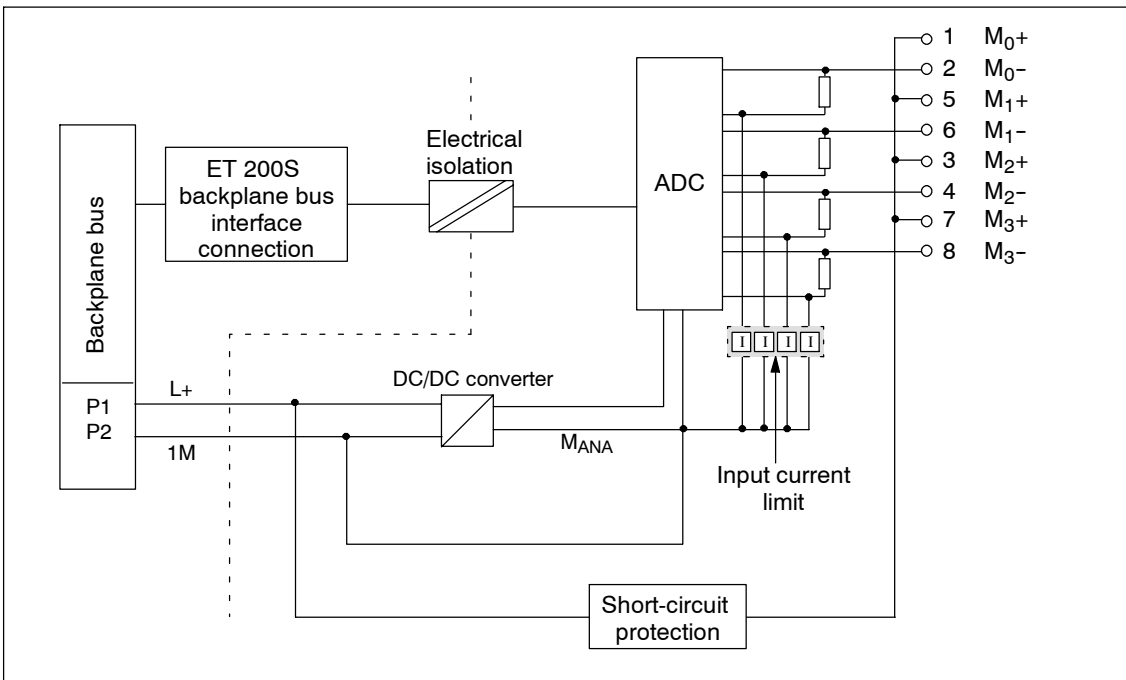 1 M0+
2 M0-
5 M1+
6 M1-
3 M2+
4 M2-
7 M3+
8 M3-
Electrical
isolation
ET 200S
backplane bus
interface
connection
ADC
Backplane bus
I I I I
DC/DC converter
L+
P1
P2
1M
MANA
Input current
limit
Short-circuit
protection